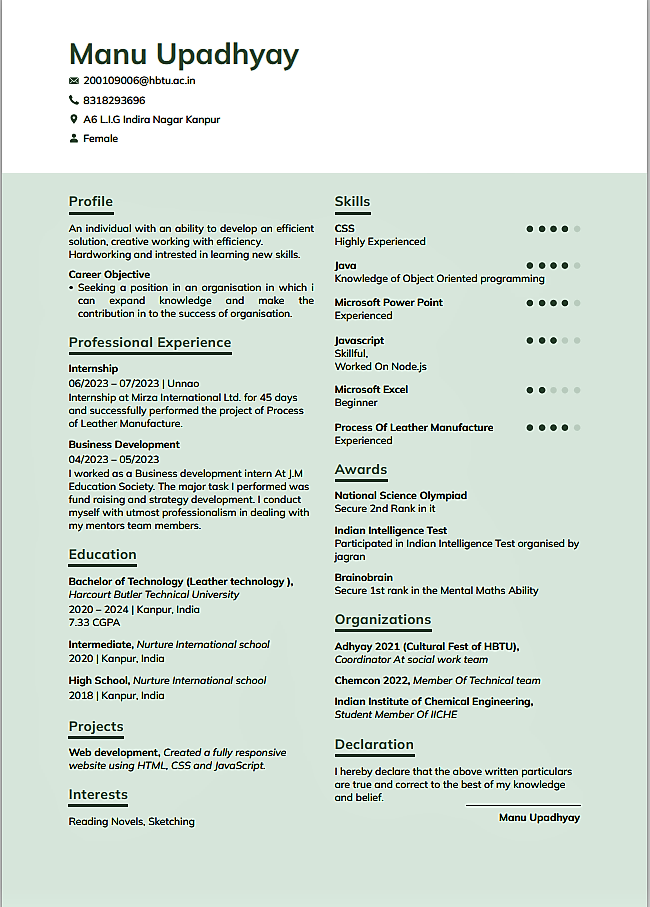 Manu Upadhyay
200109006@hbtu.ac.in
8318293696
A6 L.I.G Indira Nagar Kanpur
Female
Profile
An individual with an ability to develop an efficient
solution, creative working with efficiency.
Hardworking and intrested in learning new skills.
Career Objective
• Seeking a position in an organisation in which i
can expand knowledge and make the
contribution in to the success of organisation.
Professional Experience
Internship
06/2023 – 07/2023 | Unnao
Internship at Mirza International Ltd. for 45 days
and successfully performed the project of Process
of Leather Manufacture.
Business Development
04/2023 – 05/2023
I worked as a Business development intern At J.M
Education Society. The major task I performed was
fund raising and strategy development. I conduct
myself with utmost professionalism in dealing with
my mentors team members.
Education
Bachelor of Technology (Leather technology ),
Harcourt Butler Technical University
2020 – 2024 | Kanpur, India
7.33 CGPA
Intermediate, Nurture International school
2020 | Kanpur, India
High School, Nurture International school
2018 | Kanpur, India
Projects
Web development, Created a fully responsive
website using HTML, CSS and JavaScript.
Interests
Reading Novels, Sketching
Skills
CSS
Highly Experienced
Java
Knowledge of Object Oriented programming
Microsoft Power Point
Experienced
Javascript
Skillful,
Worked On Node.js
Microsoft Excel
Beginner
Process Of Leather Manufacture
Experienced
Awards
National Science Olympiad
Secure 2nd Rank in it
Indian Intelligence Test
Participated in Indian Intelligence Test organised by
jagran
Brainobrain
Secure 1st rank in the Mental Maths Ability
Organizations
Adhyay 2021 (Cultural Fest of HBTU),
Coordinator At social work team
Chemcon 2022, Member Of Technical team
Indian Institute of Chemical Engineering,
Student Member Of IICHE
Declaration
I hereby declare that the above written particulars
are true and correct to the best of my knowledge
and belief.
Manu Upadhyay